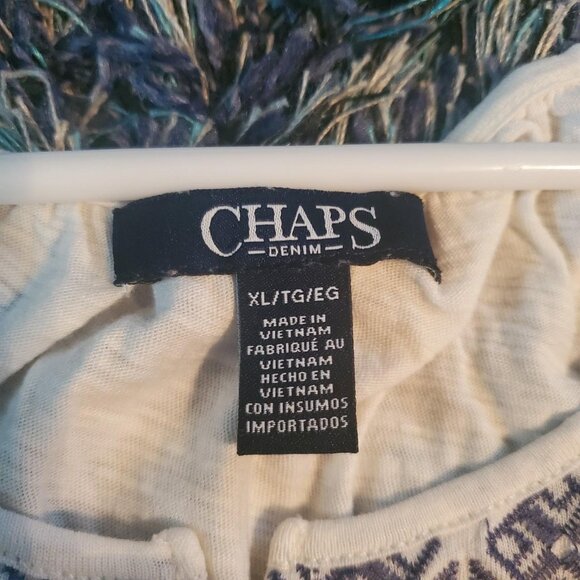 CHAPS
DENIM
XL/TG/EG
MADE IN
VIETNAM
FABRIQUÉ AU
VIETNAM
HECHO EN
VIETNAM
CON INSUMOS
IMPORTADOS